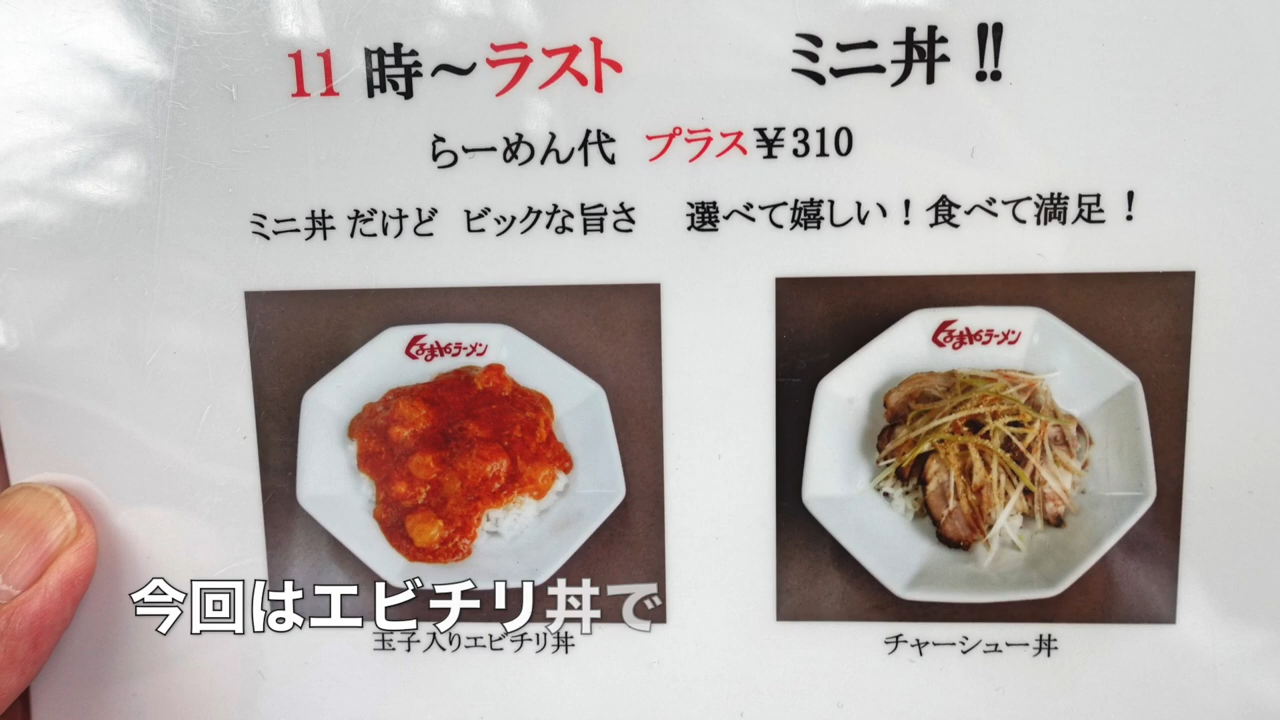 11 時～ラスト ミニ丼 !!
らーめん代 プラス¥310
ミニ丼 だけど ビックな旨さ 選べて嬉しい！食べて満足！
くるまやラーメン
くるまやラーメン
今回はエビチリ丼で
玉子入りエビチリ丼
チャーシュー丼